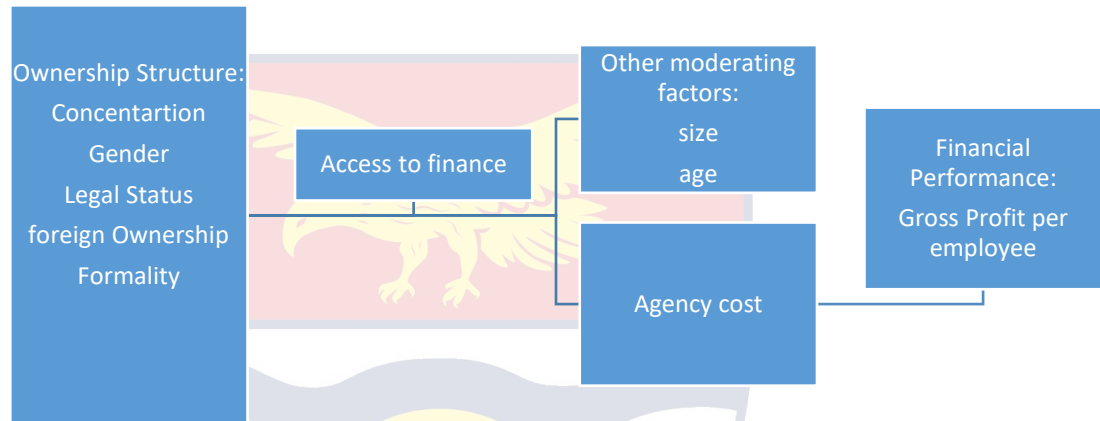 Ownership Structure:
Concentartion
Gender
Legal Status
foreign Ownership
Formality
Access to finance
Other moderating
factors:
size
age
Agency cost
Financial
Performance:
Gross Profit per
employee